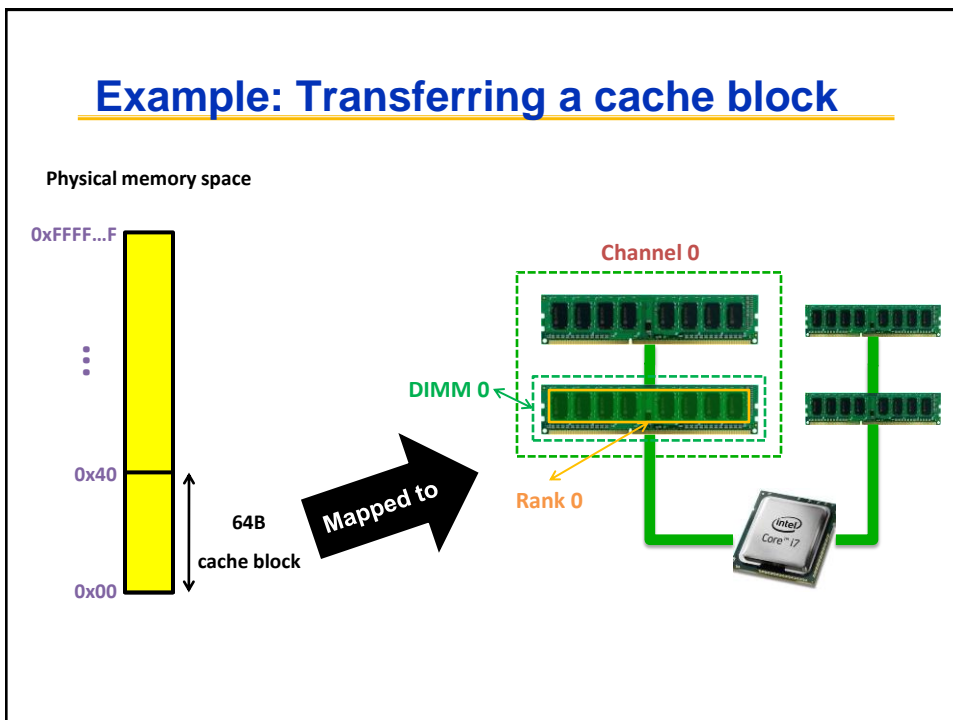 Example: Transferring a cache block
Physical memory space
0xFFFF...F
⋮
0x40
64B
cache block
0x00
Mapped to
Channel 0
DIMM 0
Rank 0
intel
Core™ i7